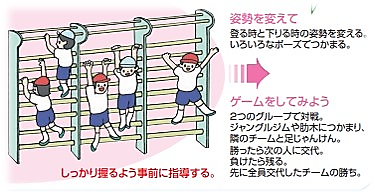 姿勢を変えて
登る時と下りる時の姿勢を変える。
いろいろなポーズでつかまる。
ゲームをしてみよう
2つのグループで対戦。
ジャングルジムや肋木につかまり、
隣のチームと足じゃんけん。
勝ったら次の人に交代。
負けたら残る。
先に全員交代したチームの勝ち。
しっかり握るよう事前に指導する。